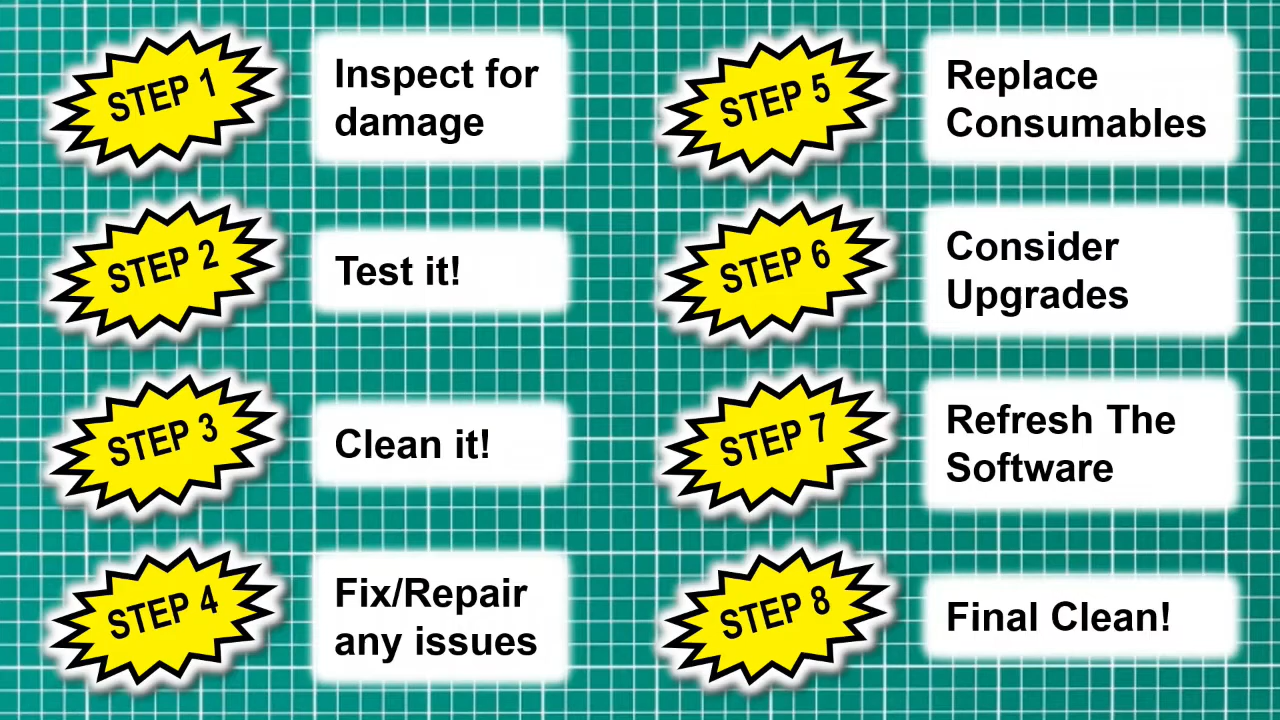 STEP 1
Inspect for
damage
STEP 2
Test it!
STEP 3
Clean it!
STEP 4
Fix/Repair
any issues
STEP 5
Replace
Consumables
STEP 6
Consider
Upgrades
STEP 7
Refresh The
Software
STEP 8
Final Clean!